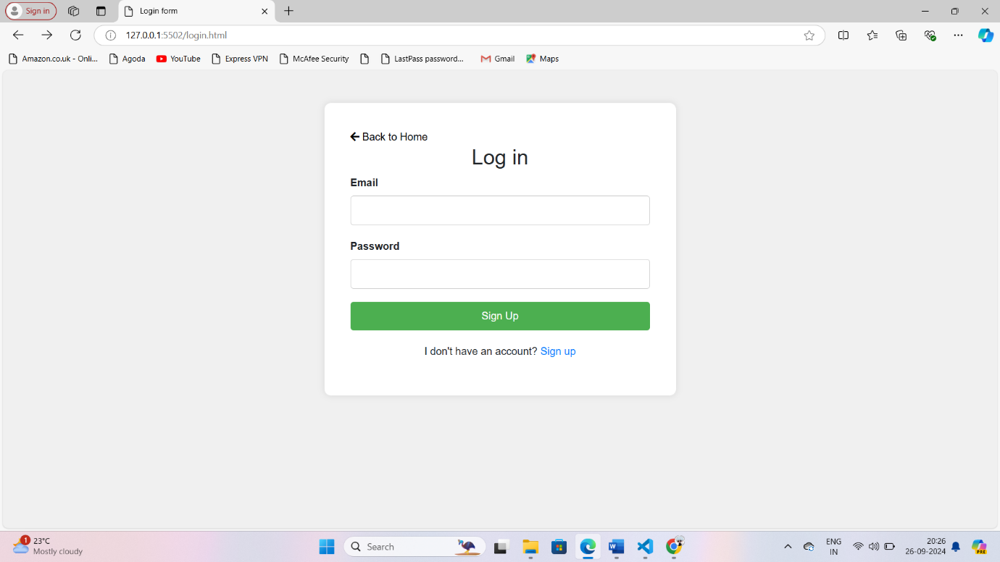 Sign in
Login form
127.0.0.1:5502/login.html
Amazon.co.uk - Onli... Agoda YouTube Express VPN McAfee Security LastPass password... Gmail Maps
Back to Home
Log in
Email
Password
Sign Up
I don't have an account? Sign up
1
23°C
Mostly cloudy
Search
ENG
IN
20:26
26-09-2024
PRE